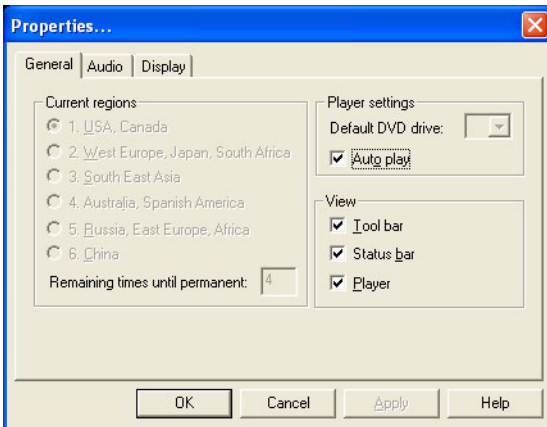 Properties...
General Audio Display
Current regions
1. USA, Canada
2. West Europe, Japan, South Africa
3. South East Asia
4. Australia, Spanish America
5. Russia, East Europe, Africa
6. China
Remaining times until permanent: 4
Player settings
Default DVD drive:
Auto play
View
Tool bar
Status bar
Player
OK Cancel Apply Help